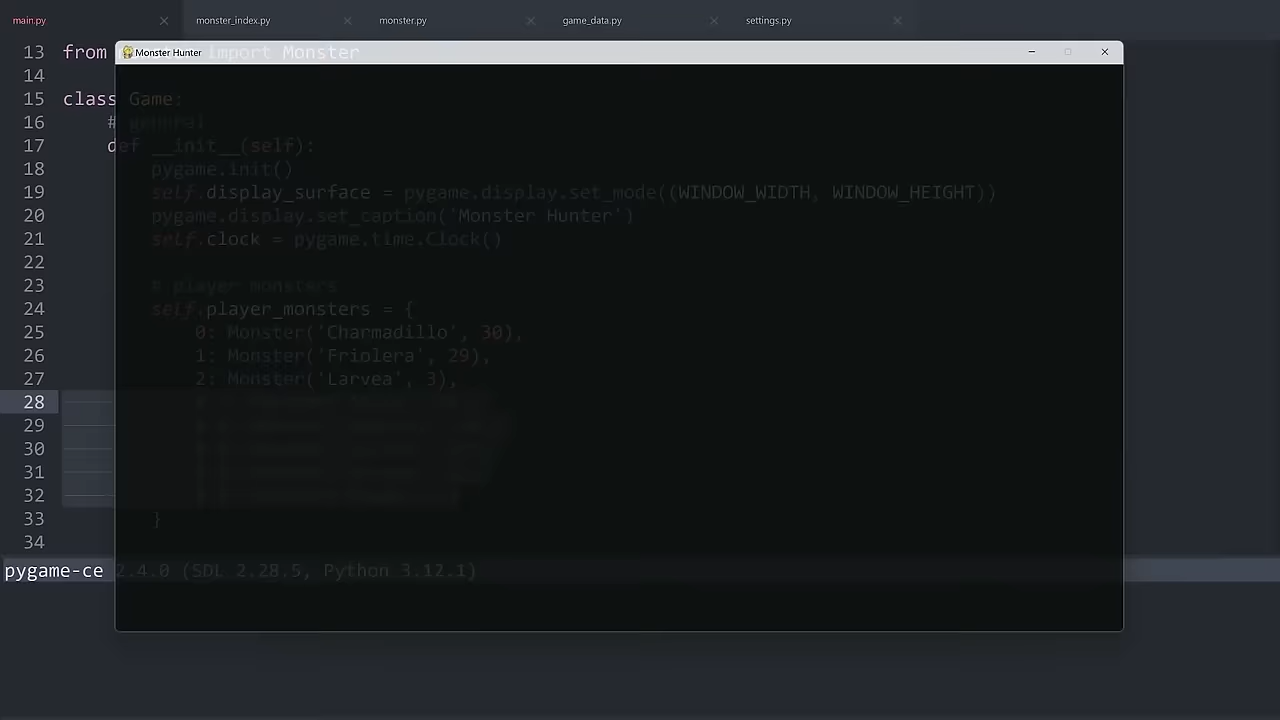 main.py monster_index.py monster.py game_data.py settings.py
13 from import Monster
Monster Hunter
14
15 class Game:
16 # general
17 def __init__(self):
18 pygame.init()
19 self.display_surface = pygame.display.set_mode((WINDOW_WIDTH, WINDOW_HEIGHT))
20 pygame.display.set_caption('Monster Hunter')
21 self.clock = pygame.time.Clock()
22
23 # player monsters
24 self.player_monsters = {
25 0: Monster('Charmadillo', 30),
26 1: Monster('Friolera', 29),
27 2: Monster('Larvea', 3),
28
29
30
31
32
33 }
34
pygame-ce 2.4.0 (SDL 2.28.5, Python 3.12.1)